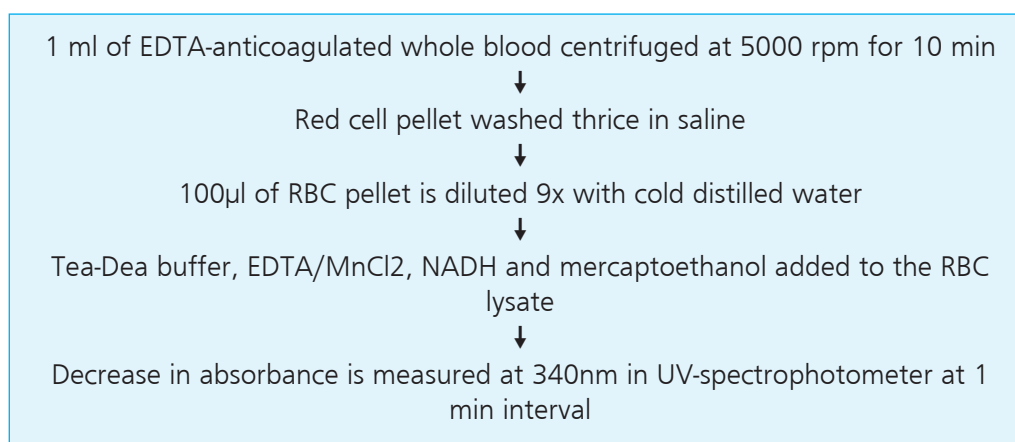 1 ml of EDTA-anticoagulated whole blood centrifuged at 5000 rpm for 10 min
Red cell pellet washed thrice in saline
100µl of RBC pellet is diluted 9x with cold distilled water
Tea-Dea buffer, EDTA/MnCl2, NADH and mercaptoethanol added to the RBC
lysate
Decrease in absorbance is measured at 340nm in UV-spectrophotometer at 1
min interval